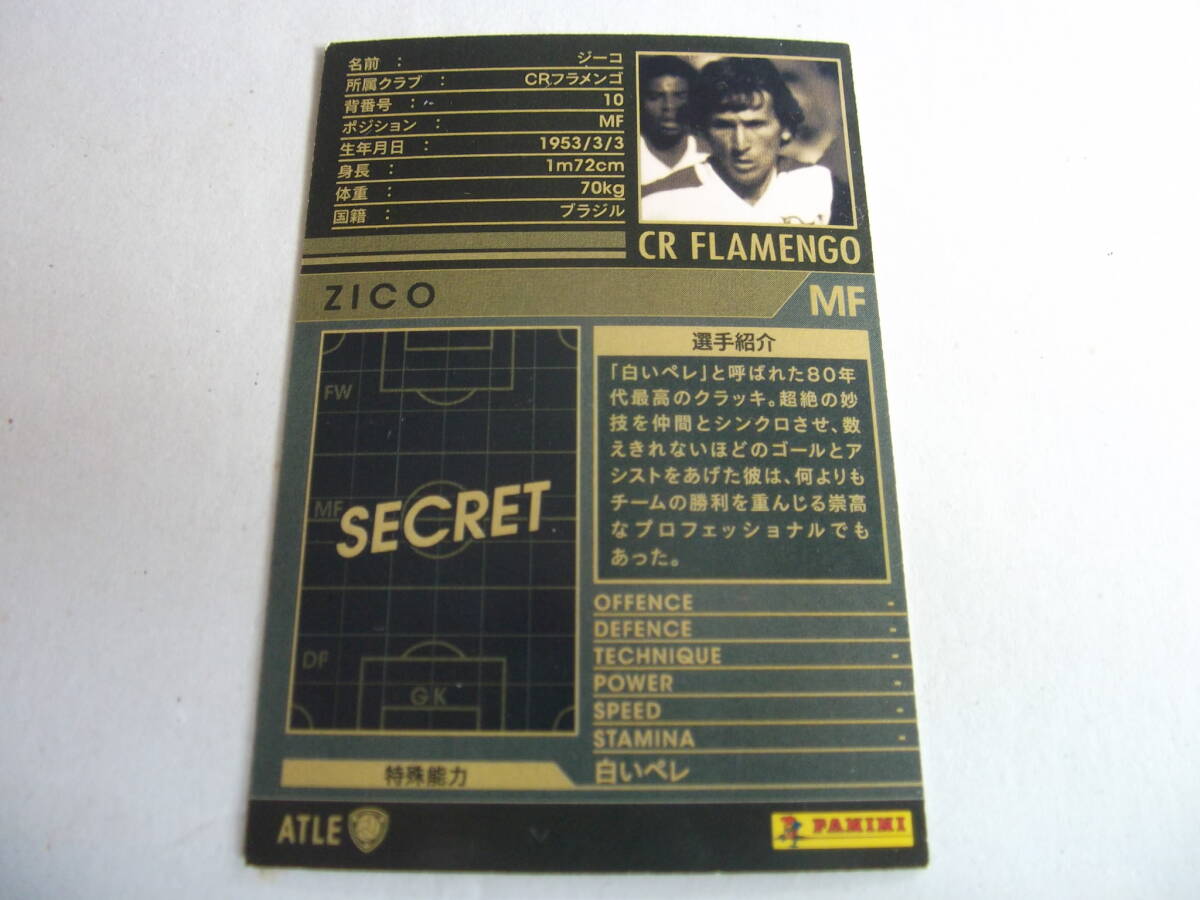 名前 : ジーコ
所属クラブ : CRフラメンゴ
背番号 : 10
ポジション : MF
生年月日 : 1953/3/3
身長 : 1m72cm
体重 : 70kg
国籍 : ブラジル
CR FLAMENGO
ZICO MF
FW
MF
SECRET
DF
GK
選手紹介
「白いペレ」と呼ばれた80年
代最高のクラッキ。超絶の妙
技を仲間とシンクロさせ、数
えきれないほどのゴールとア
シストをあげた彼は、何よりも
チームの勝利を重んじる崇高
なプロフェッショナルでも
あった。
OFFENCE -
DEFENCE -
TECHNIQUE -
POWER -
SPEED -
STAMINA -
特殊能力 白いペレ
ATLE
PANINI